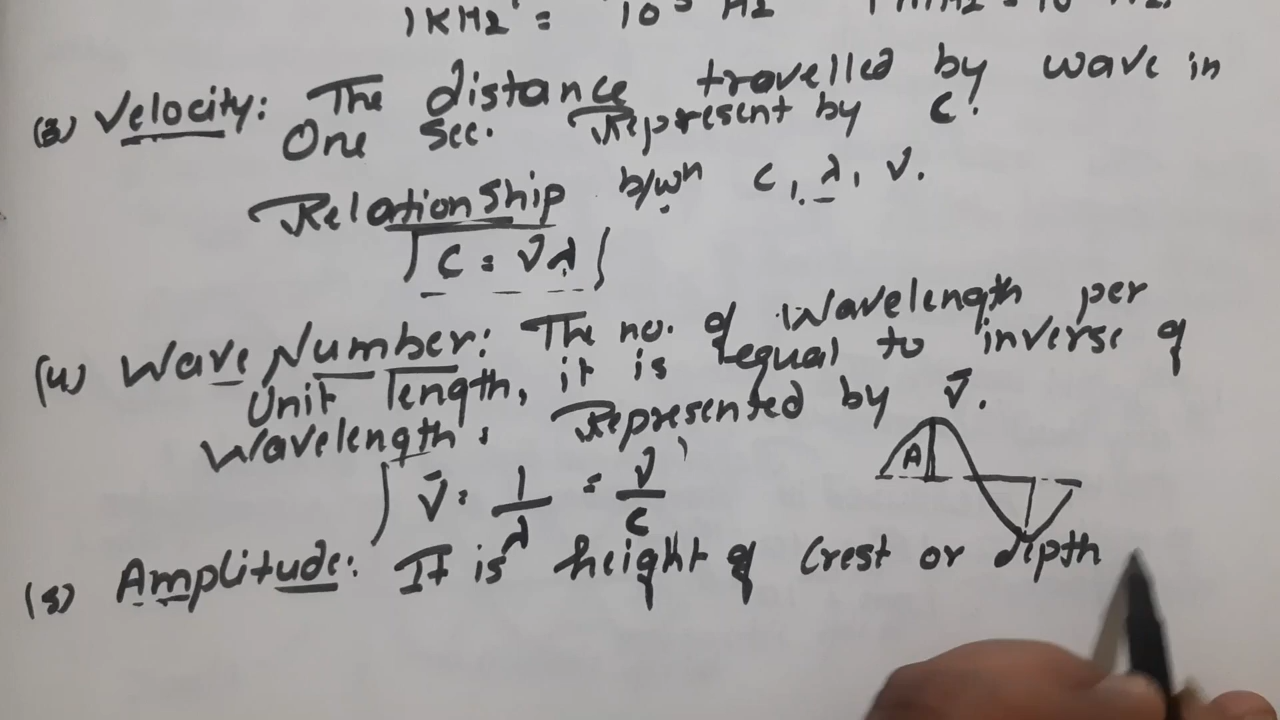 1KHz = 10³ Hz
(3) Velocity: The distance travelled by wave in
One Sec. Represent by C.
Relationship b/wn C, λ, ν.
C = νλ
(4) Wave Number: The no. of Wavelength per
Unit length, it is equal to inverse of
Wavelength. Represented by ν̄.
A
ν̄ = 1/λ = ν/C
(5) Amplitude: It is height of Crest or depth